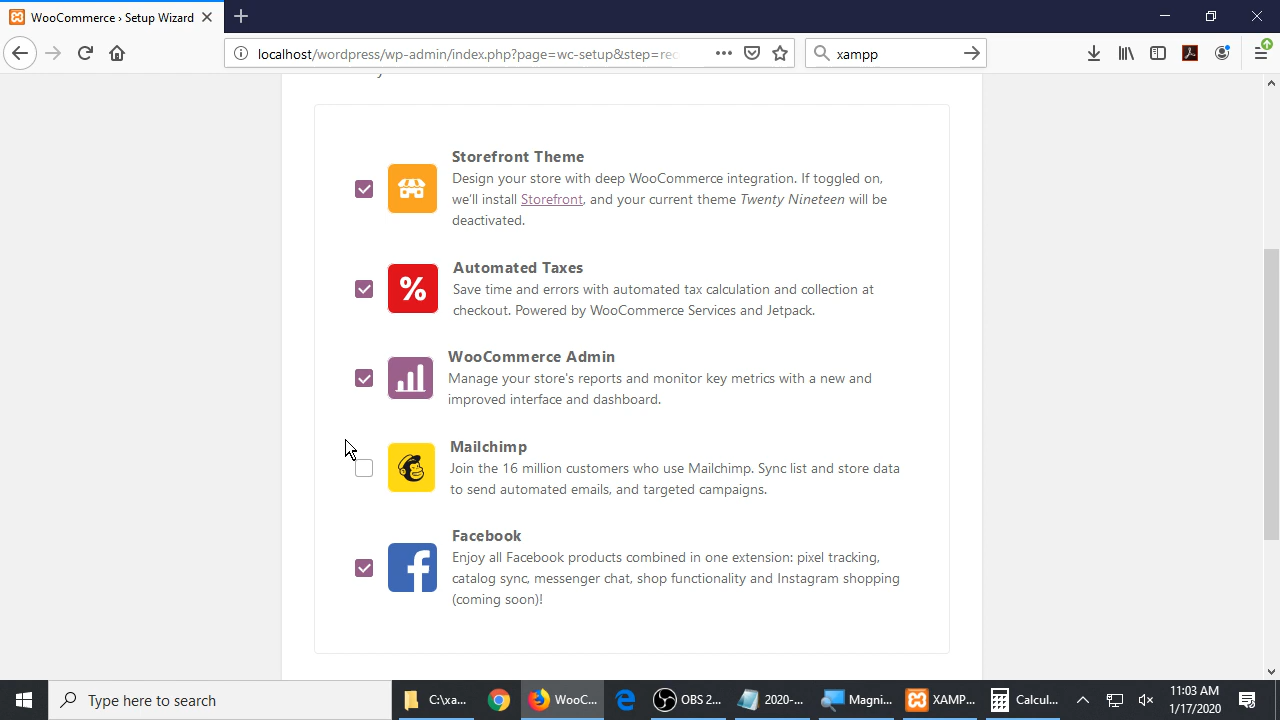 WooCommerce › Setup Wizard
localhost/wordpress/wp-admin/index.php?page=wc-setup&step=rec
xampp
Storefront Theme
Design your store with deep WooCommerce integration. If toggled on,
we'll install Storefront, and your current theme Twenty Nineteen will be
deactivated.
%
Automated Taxes
Save time and errors with automated tax calculation and collection at
checkout. Powered by WooCommerce Services and Jetpack.
WooCommerce Admin
Manage your store's reports and monitor key metrics with a new and
improved interface and dashboard.
Mailchimp
Join the 16 million customers who use Mailchimp. Sync list and store data
to send automated emails, and targeted campaigns.
f
Facebook
Enjoy all Facebook products combined in one extension: pixel tracking,
catalog sync, messenger chat, shop functionality and Instagram shopping
(coming soon)!
Type here to search
C:\xa...
WooC...
OBS 2...
2020-...
Magni...
XAMP...
Calcul...
11:03 AM
1/17/2020